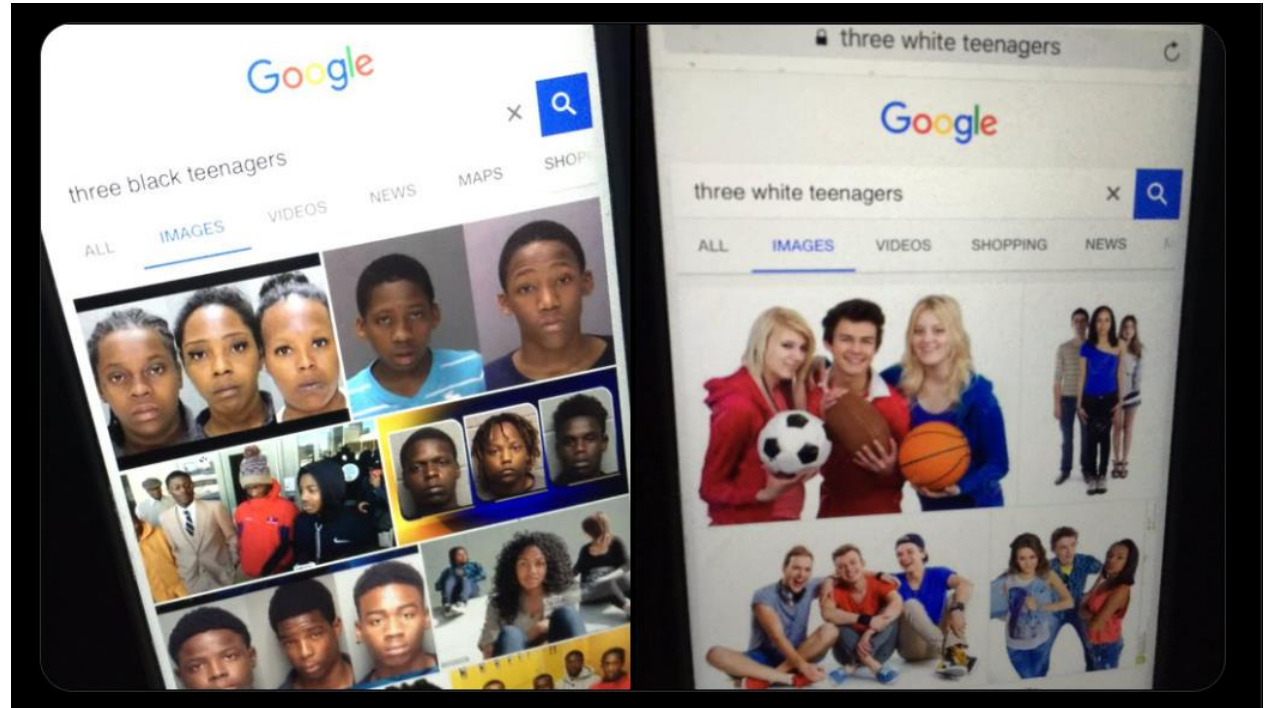 Google
three black teenagers
ALL IMAGES VIDEOS NEWS MAPS SHOP
three white teenagers
Google
three white teenagers
ALL IMAGES VIDEOS SHOPPING NEWS